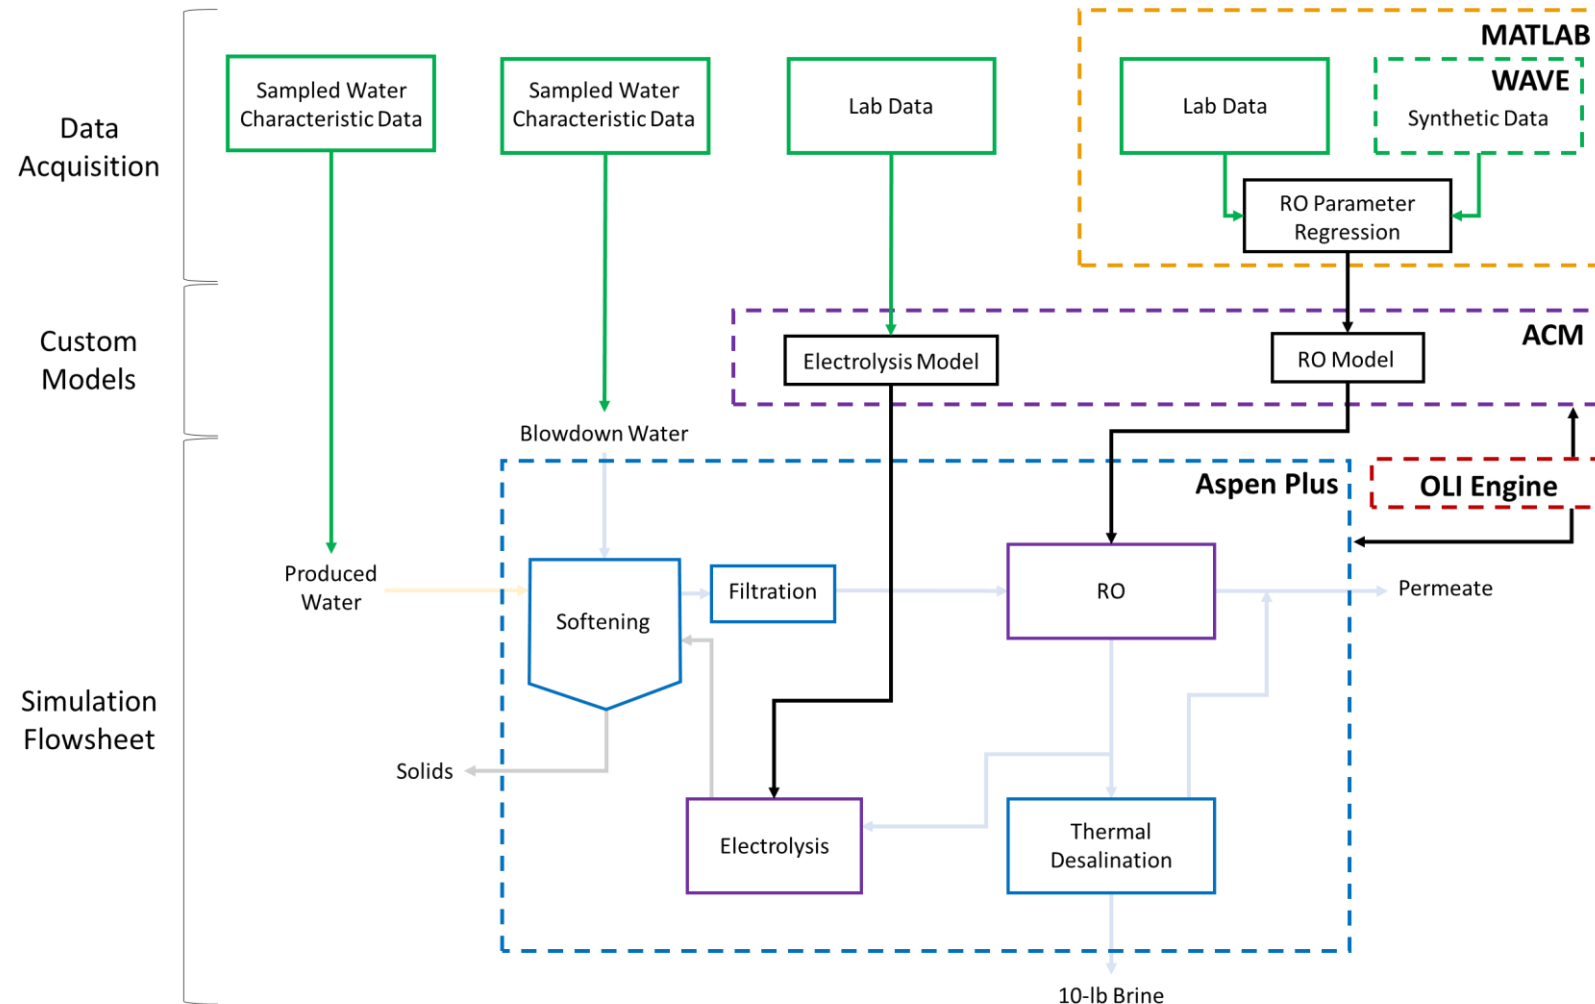 MATLAB
WAVE
Sampled Water
Characteristic Data
Sampled Water
Characteristic Data
Lab Data
Lab Data
Synthetic Data
Data
Acquisition
RO Parameter
Regression
Custom
Models
ACM
Electrolysis Model
RO Model
Blowdown Water
Aspen Plus
OLI Engine
Produced
Water
Softening
Filtration
RO
Permeate
Simulation
Flowsheet
Solids
Electrolysis
Thermal
Desalination
10-lb Brine